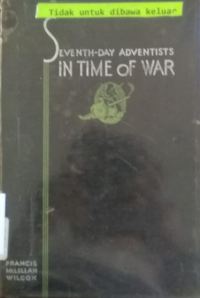 Tidak untuk dibawa keluar
SEVENTH-DAY ADVENTISTS
IN TIME OF WAR
FRANCIS
McLELLAN
WILCOX